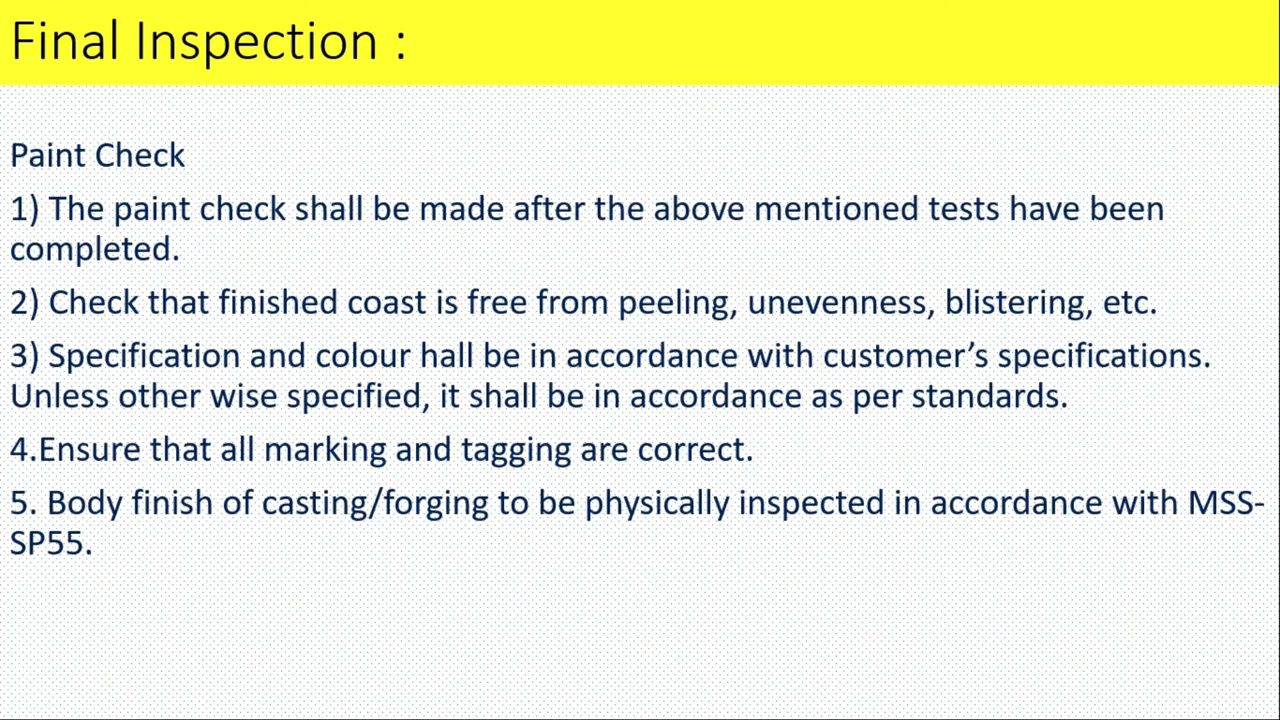 Final Inspection :
Paint Check
1) The paint check shall be made after the above mentioned tests have been
completed.
2) Check that finished coast is free from peeling, unevenness, blistering, etc.
3) Specification and colour hall be in accordance with customer’s specifications.
Unless other wise specified, it shall be in accordance as per standards.
4.Ensure that all marking and tagging are correct.
5. Body finish of casting/forging to be physically inspected in accordance with MSS-
SP55.